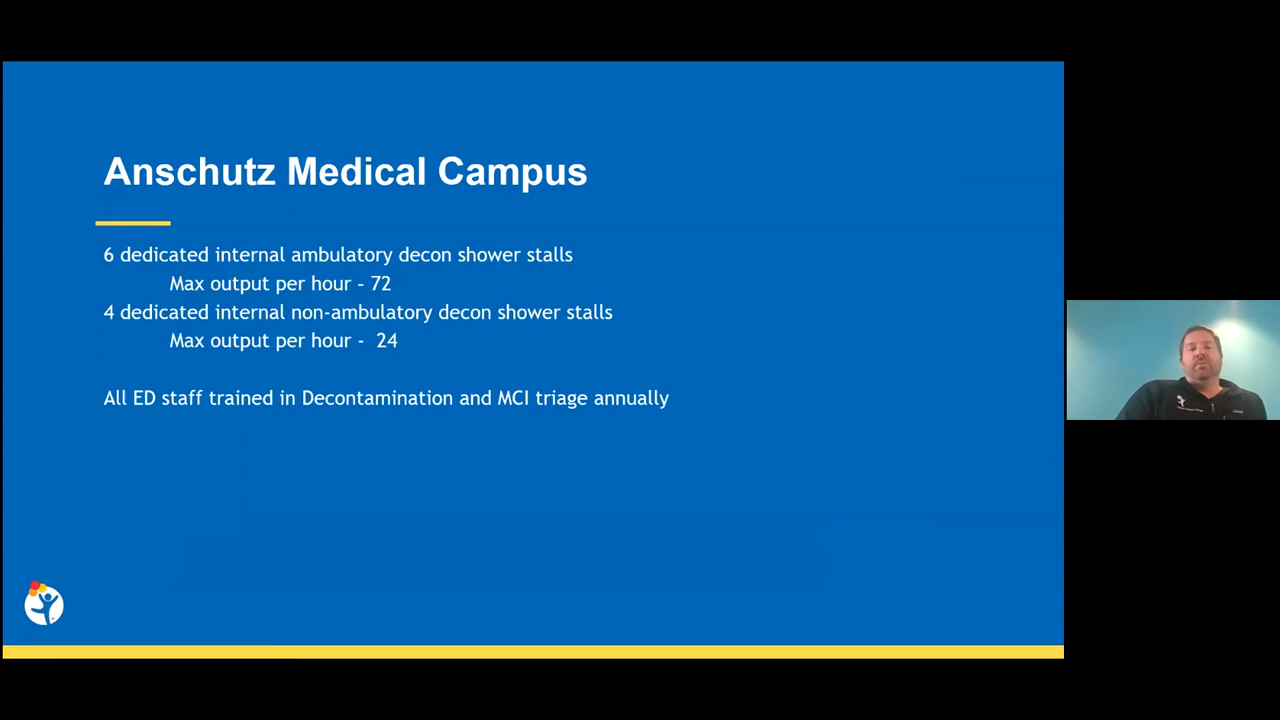 Anschutz Medical Campus
6 dedicated internal ambulatory decon shower stalls
Max output per hour – 72
4 dedicated internal non-ambulatory decon shower stalls
Max output per hour - 24
All ED staff trained in Decontamination and MCI triage annually